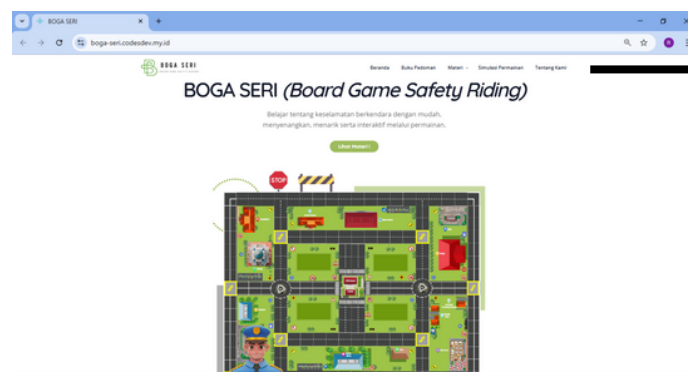 BOGA SERI
boga-seri.codesdev.my.id
BOGA SERI
Beranda Buku Pedoman Materi Simulasi Permainan Tentang Kami
BOGA SERI (Board Game Safety Riding)
Belajar tentang keselamatan berkendara dengan mudah,
menyenangkan, menarik serta interaktif melalui permainan.
Lihat Materi !
STOP